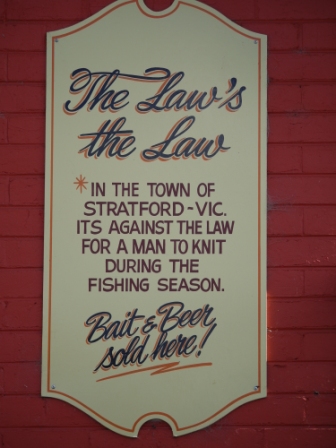 The Law's
the Law
*IN THE TOWN OF
STRATFORD-VIC.
ITS AGAINST THE LAW
FOR A MAN TO KNIT
DURING THE
FISHING SEASON.
Bait & Beer
sold here!